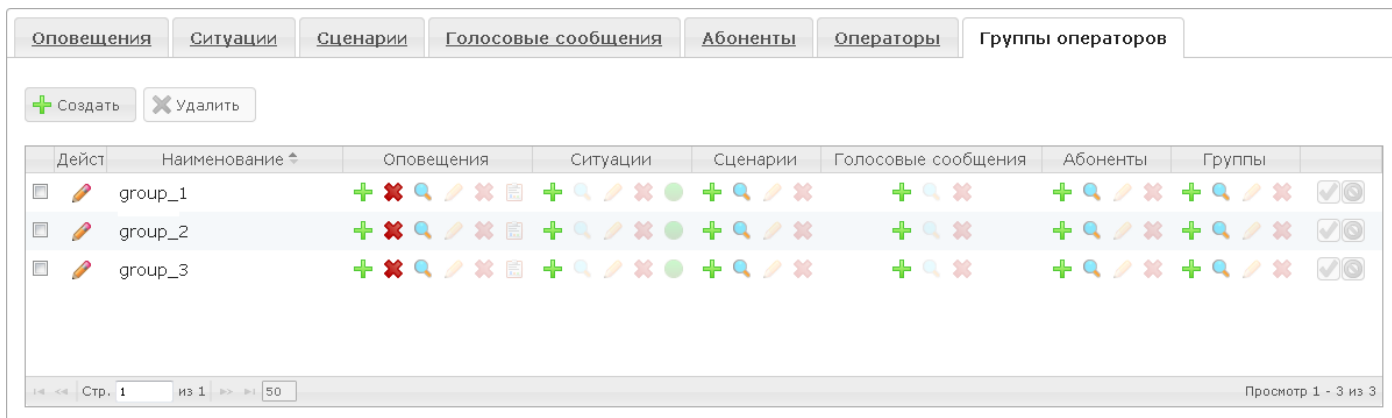 Оповещения Ситуации Сценарии Голосовые сообщения Абоненты Операторы Группы операторов
Создать Удалить
Дейст Наименование Оповещения Ситуации Сценарии Голосовые сообщения Абоненты Группы
group_1
group_2
group_3
Стр. 1 из 1 50 Просмотр 1 - 3 из 3